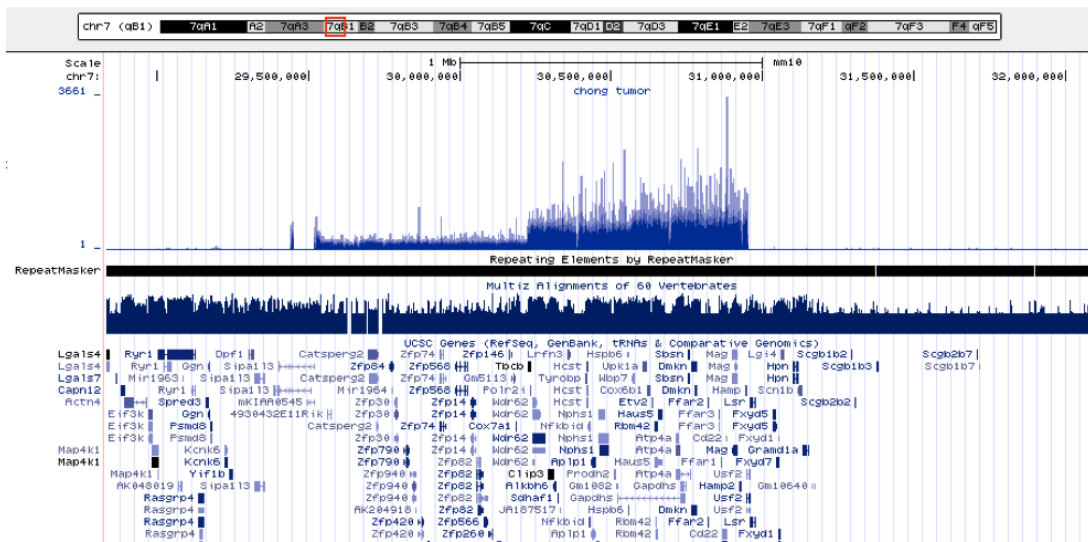 chr7 (qB1) 7qA1 A2 7qA3 7qB1 B2 7qB3 7qB4 7qB5 7qC 7qD1 D2 7qD3 7qE1 E2 7qE3 7qF1 qF2 7qF3 F4 qF5
Scale 1 Mb mm10
chr7: 29,500,000 30,000,000 30,500,000 31,000,000 31,500,000 32,000,000
3661 _ chong tumor
1 _
Repeating Elements by RepeatMasker
RepeatMasker
Multiz Alignments of 60 Vertebrates
UCSC Genes (RefSeq, GenBank, tRNAs & Comparative Genomics)
Lgals4 Ryr1 Dpf1 Catsperg2 Zfp74 Zfp146 Lrfn3 Hspb6 Sbsn Mag Lgi4 Scgb1b2 Scgb2b7
Lgals4 Ryr1 Ggn Sipa1l3 Zfp84 Zfp568 Tbcb Hcst Upk1a Dmkn Mag Hpn Scgb1b3 Scgb1b7
Lgals7 Mir1963 Sipa1l3 Catsperg2 Zfp74 Gm5113 Tyrobp Wbp7 Sbsn Mag Hpn
Capn12 Ryr1 Sipa1l3 Mir1964 Zfp568 Polr2i Hcst Cox6b1 Dmkn Hamp Scn1b
Actn4 Spred3 mKIAA0545 Zfp30 Zfp14 Wdr62 Hcst Etv2 Ffar2 Lsr Scgb2b2
Eif3k Ggn 4930432E11Rik Zfp30 Zfp14 Wdr62 Nphs1 Haus5 Ffar3 Fxyd5
Eif3k Psmd8 Catsperg2 Zfp74 Cox7a1 Nfkbid Rbm42 Ffar1 Fxyd5
Eif3k Psmd8 Zfp30 Zfp14 Wdr62 Nphs1 Atp4a Cd22 Fxyd1
Map4k1 Kcnk6 Zfp790 Zfp14 Wdr62 Nphs1 Atp4a Mag Gramd1a
Map4k1 Kcnk6 Zfp790 Zfp82 Wdr62 Aplp1 Haus5 Ffar1 Fxyd7
Map4k1 Yif1b Zfp940 Zfp82 Clip3 Prodh2 Atp4a Usf2
AK048019 Sipa1l3 Zfp940 Zfp82 Alkbh6 Gm1082 Gapdhs Hamp2 Gm10640
Rasgrp4 Zfp940 Zfp82 Sdhaf1 Gapdhs Usf2
Rasgrp4 AK204918 Zfp82 JA187517 Hspb6 Dmkn Usf2
Rasgrp4 Zfp420 Zfp566 Nfkbid Rbm42 Ffar2 Lsr
Rasgrp4 Zfp420 Zfp260 Aplp1 Rbm42 Cd22 Fxyd1